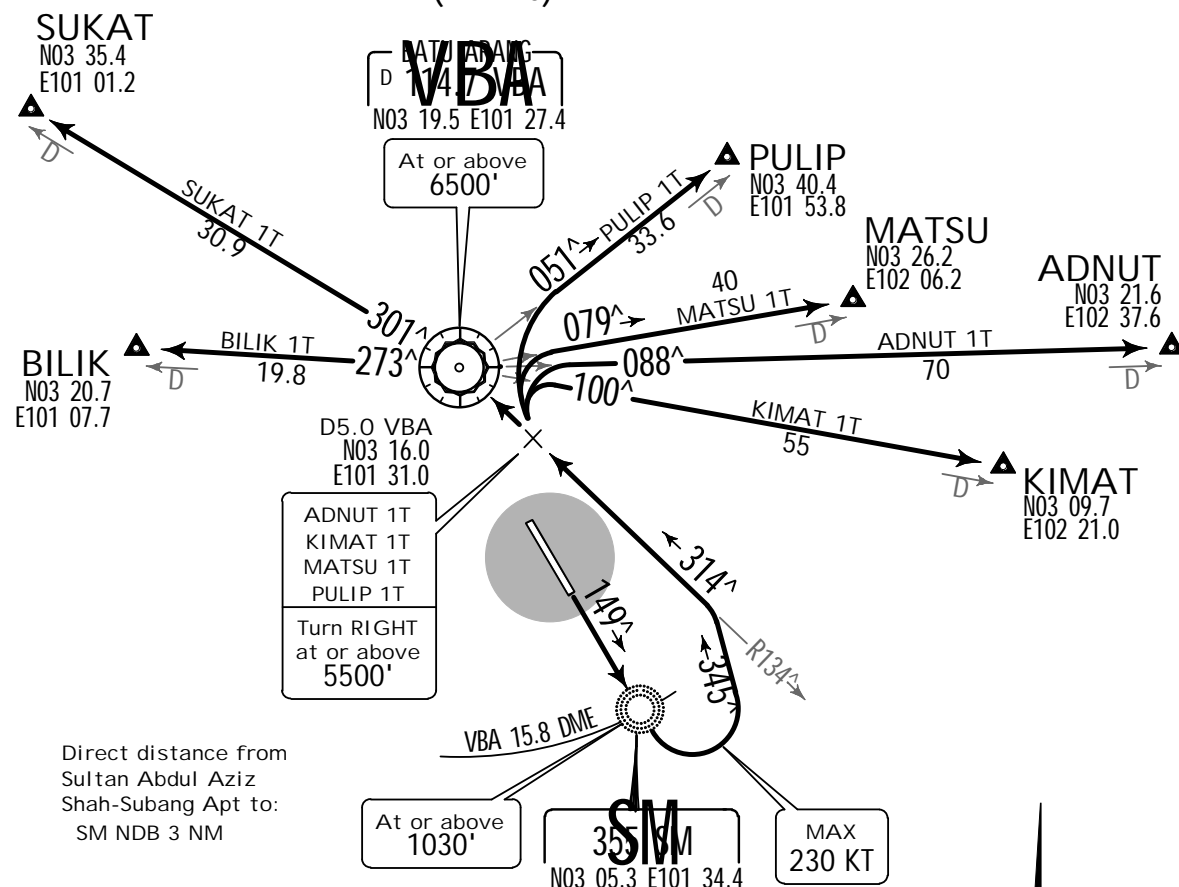 SUKAT
N03 35.4
E101 01.2
BATU ARANG
D 114.7 VBA
VBA
N03 19.5 E101 27.4
At or above
6500'
PULIP
N03 40.4
E101 53.8
D
D
SUKAT 1T
30.9
051^
PULIP 1T
33.6
MATSU
N03 26.2
E102 06.2
D
ADNUT
N03 21.6
E102 37.6
D
40
079^
MATSU 1T
301^
BILIK
N03 20.7
E101 07.7
D
BILIK 1T
19.8
273^
088^
ADNUT 1T
70
100^
KIMAT 1T
55
D
KIMAT
N03 09.7
E102 21.0
D5.0 VBA
N03 16.0
E101 31.0
ADNUT 1T
KIMAT 1T
MATSU 1T
PULIP 1T
Turn RIGHT
at or above
5500'
314^
149^
345^
R134^
VBA 15.8 DME
Direct distance from
Sultan Abdul Aziz
Shah-Subang Apt to:
SM NDB 3 NM
At or above
1030'
355 SM
SM
N03 05.3 E101 34.4
MAX
230 KT